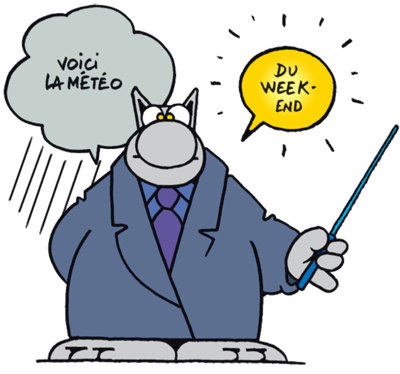 VOiCi
LA MÉTÉO
DU
WEEK-
END